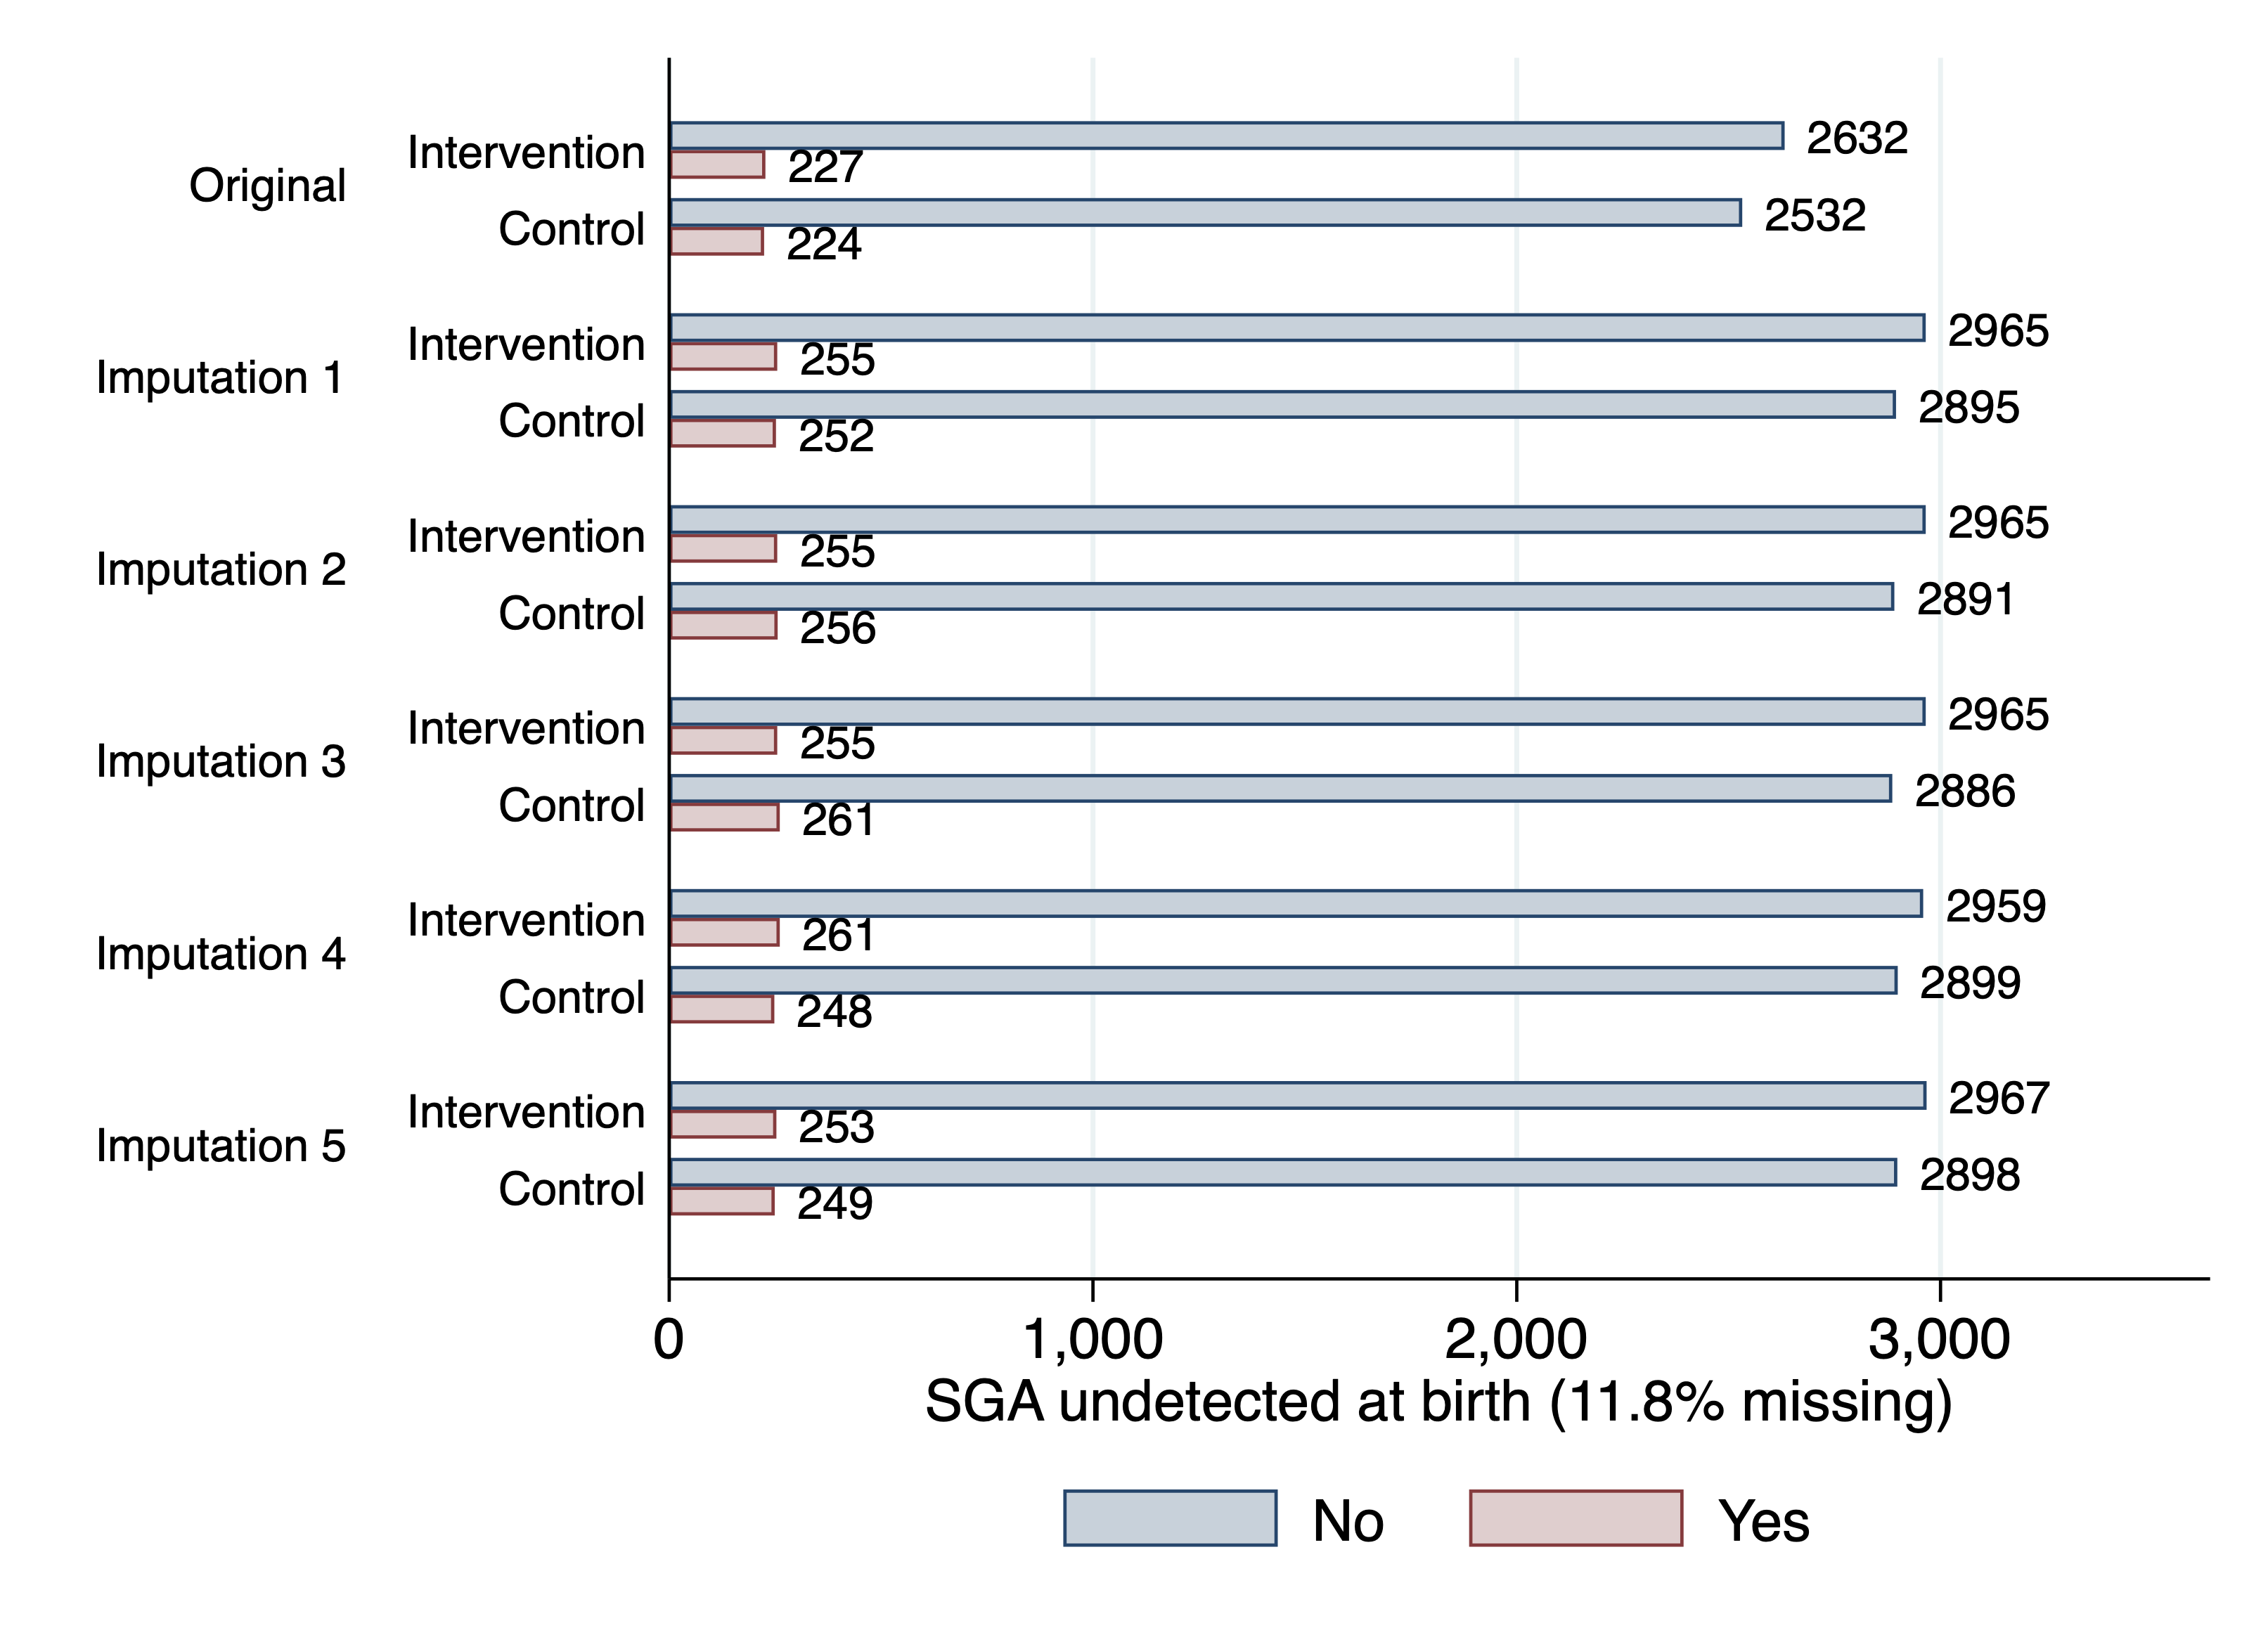 Original
Intervention
2632
227
Control
2532
224
Imputation 1
Intervention
2965
255
Control
2895
252
Imputation 2
Intervention
2965
255
Control
2891
256
Imputation 3
Intervention
2965
255
Control
2886
261
Imputation 4
Intervention
2959
261
Control
2899
248
Imputation 5
Intervention
2967
253
Control
2898
249
0 1,000 2,000 3,000
SGA undetected at birth (11.8% missing)
No Yes